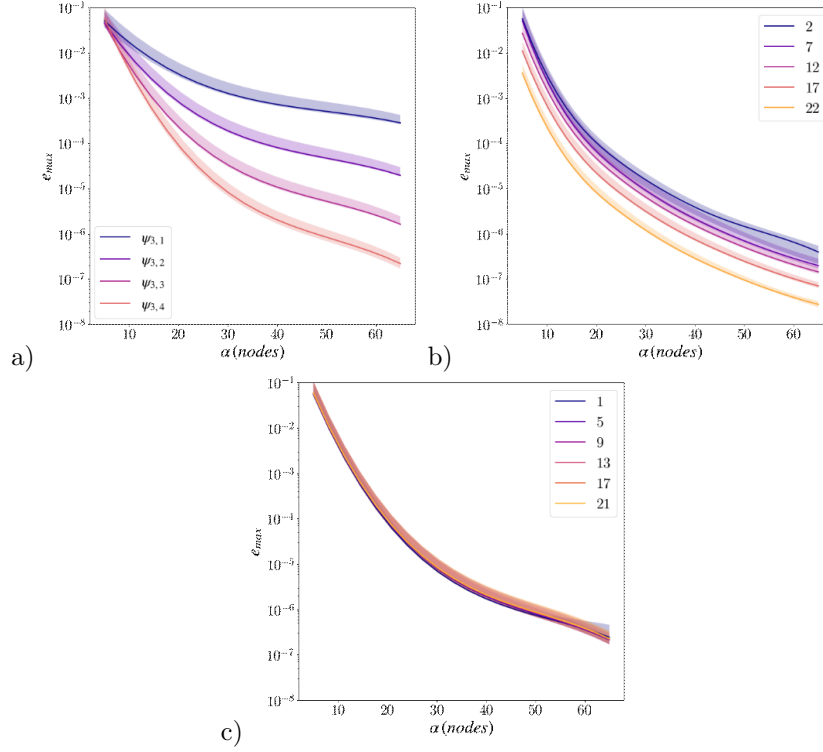 10⁻¹
10⁻²
10⁻³
10⁻⁴
10⁻⁵
10⁻⁶
10⁻⁷
10⁻⁸
e_max
ψ₃,₁
ψ₃,₂
ψ₃,₃
ψ₃,₄
10 20 30 40 50 60
α(nodes)
a)
10⁻¹
10⁻²
10⁻³
10⁻⁴
10⁻⁵
10⁻⁶
10⁻⁷
10⁻⁸
e_max
2
7
12
17
22
10 20 30 40 50 60
α(nodes)
b)
10⁻¹
10⁻²
10⁻³
10⁻⁴
10⁻⁵
10⁻⁶
10⁻⁷
10⁻⁸
e_max
1
5
9
13
17
21
10 20 30 40 50 60
α(nodes)
c)